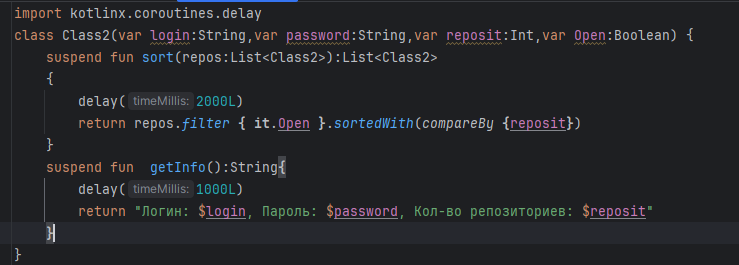 import kotlinx.coroutines.delay
class Class2(var login:String,var password:String,var reposit:Int,var Open:Boolean) {
suspend fun sort(repos:List<Class2>):List<Class2>
{
delay( timeMillis: 2000L)
return repos.filter { it.Open }.sortedWith(compareBy {reposit})
}
suspend fun  getInfo():String{
delay( timeMillis: 1000L)
return "Логин: $login, Пароль: $password, Кол-во репозиториев: $reposit"
}
}